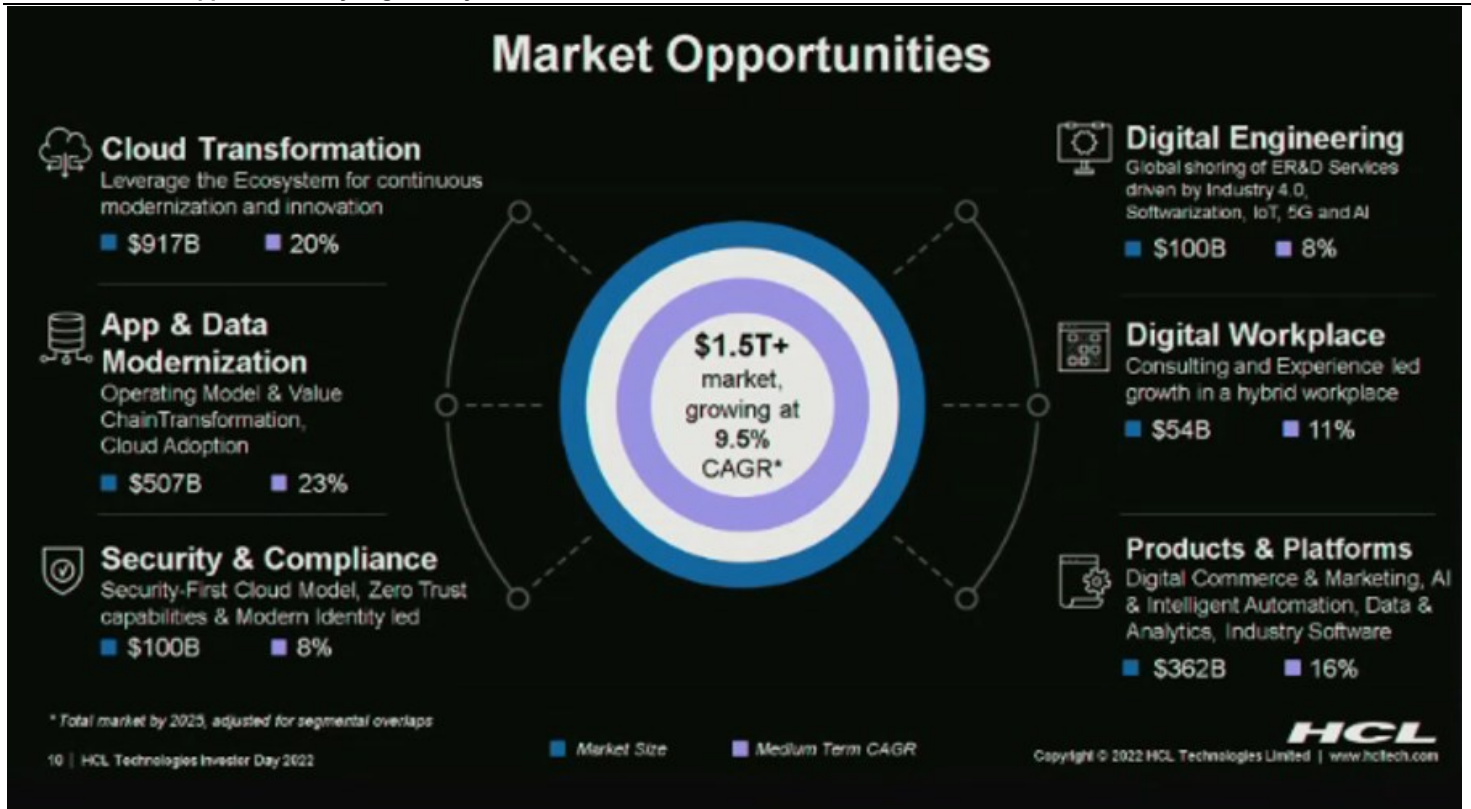 Market Opportunities
Cloud Transformation
Leverage the Ecosystem for continuous
modernization and innovation
$917B 20%
App & Data
Modernization
Operating Model & Value
ChainTransformation,
Cloud Adoption
$507B 23%
Security & Compliance
Security-First Cloud Model, Zero Trust
capabilities & Modern Identity led
$100B 8%
$1.5T+
market,
growing at
9.5%
CAGR*
Digital Engineering
Global shoring of ER&D Services
driven by Industry 4.0,
Softwarization, IoT, 5G and AI
$100B 8%
Digital Workplace
Consulting and Experience led
growth in a hybrid workplace
$54B 11%
Products & Platforms
Digital Commerce & Marketing, AI
& Intelligent Automation, Data &
Analytics, Industry Software
$362B 16%
* Total market by 2025, adjusted for segmental overlaps
10 | HCL Technologies Investor Day 2022
Market Size Medium Term CAGR
HCL
Copyright © 2022 HCL Technologies Limited | www.hcltech.com